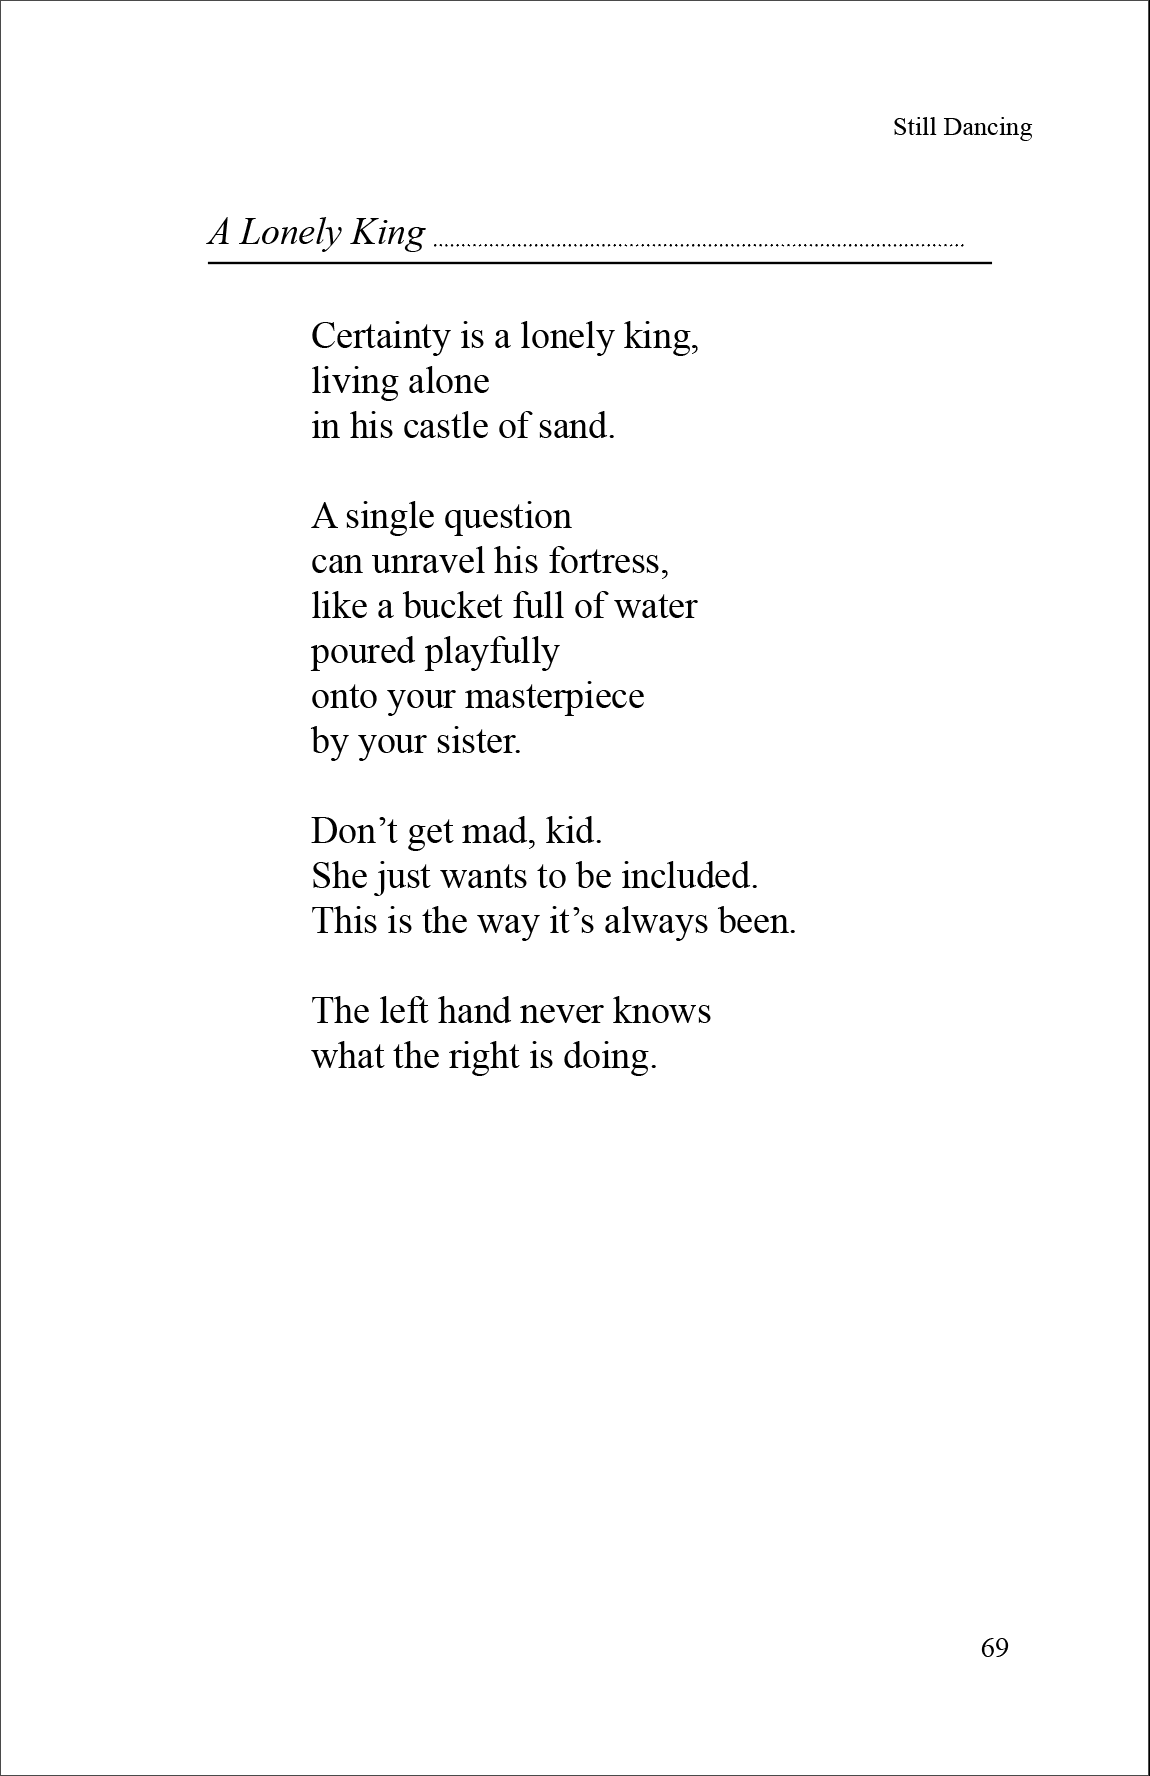 Still Dancing
A Lonely King
Certainty is a lonely king,
living alone
in his castle of sand.
A single question
can unravel his fortress,
like a bucket full of water
poured playfully
onto your masterpiece
by your sister.
Don’t get mad, kid.
She just wants to be included.
This is the way it’s always been.
The left hand never knows
what the right is doing.
69